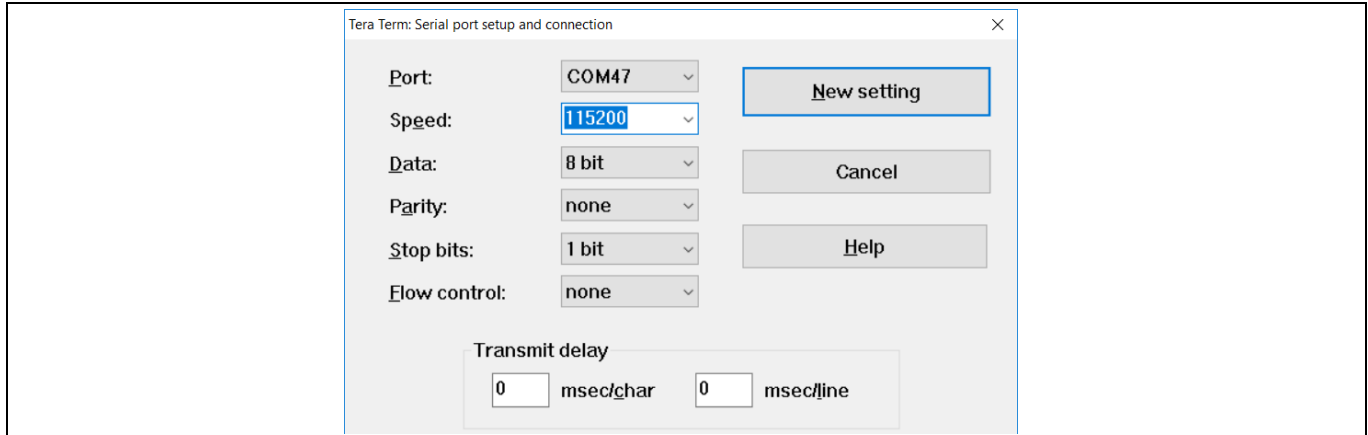 Tera Term: Serial port setup and connection
Port: COM47
New setting
Speed: 115200
Data: 8 bit
Cancel
Parity: none
Stop bits: 1 bit
Help
Flow control: none
Transmit delay
0 msec/char 0 msec/line